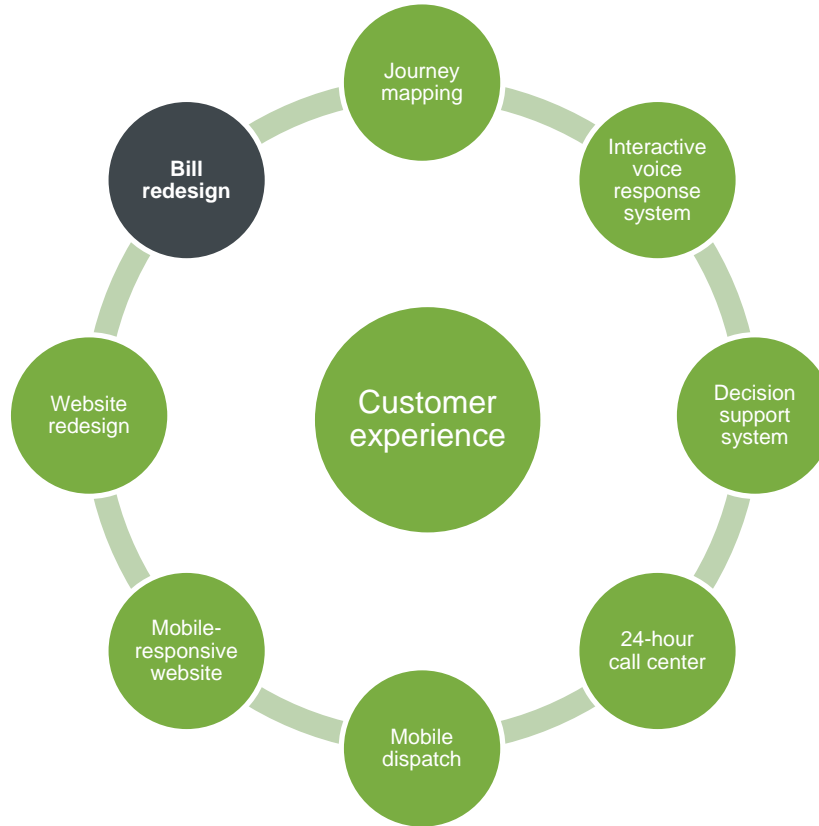 Journey
mapping
Interactive
voice
response
system
Decision
support
system
24-hour
call center
Mobile
dispatch
Mobile-
responsive
website
Website
redesign
Bill
redesign
Customer
experience